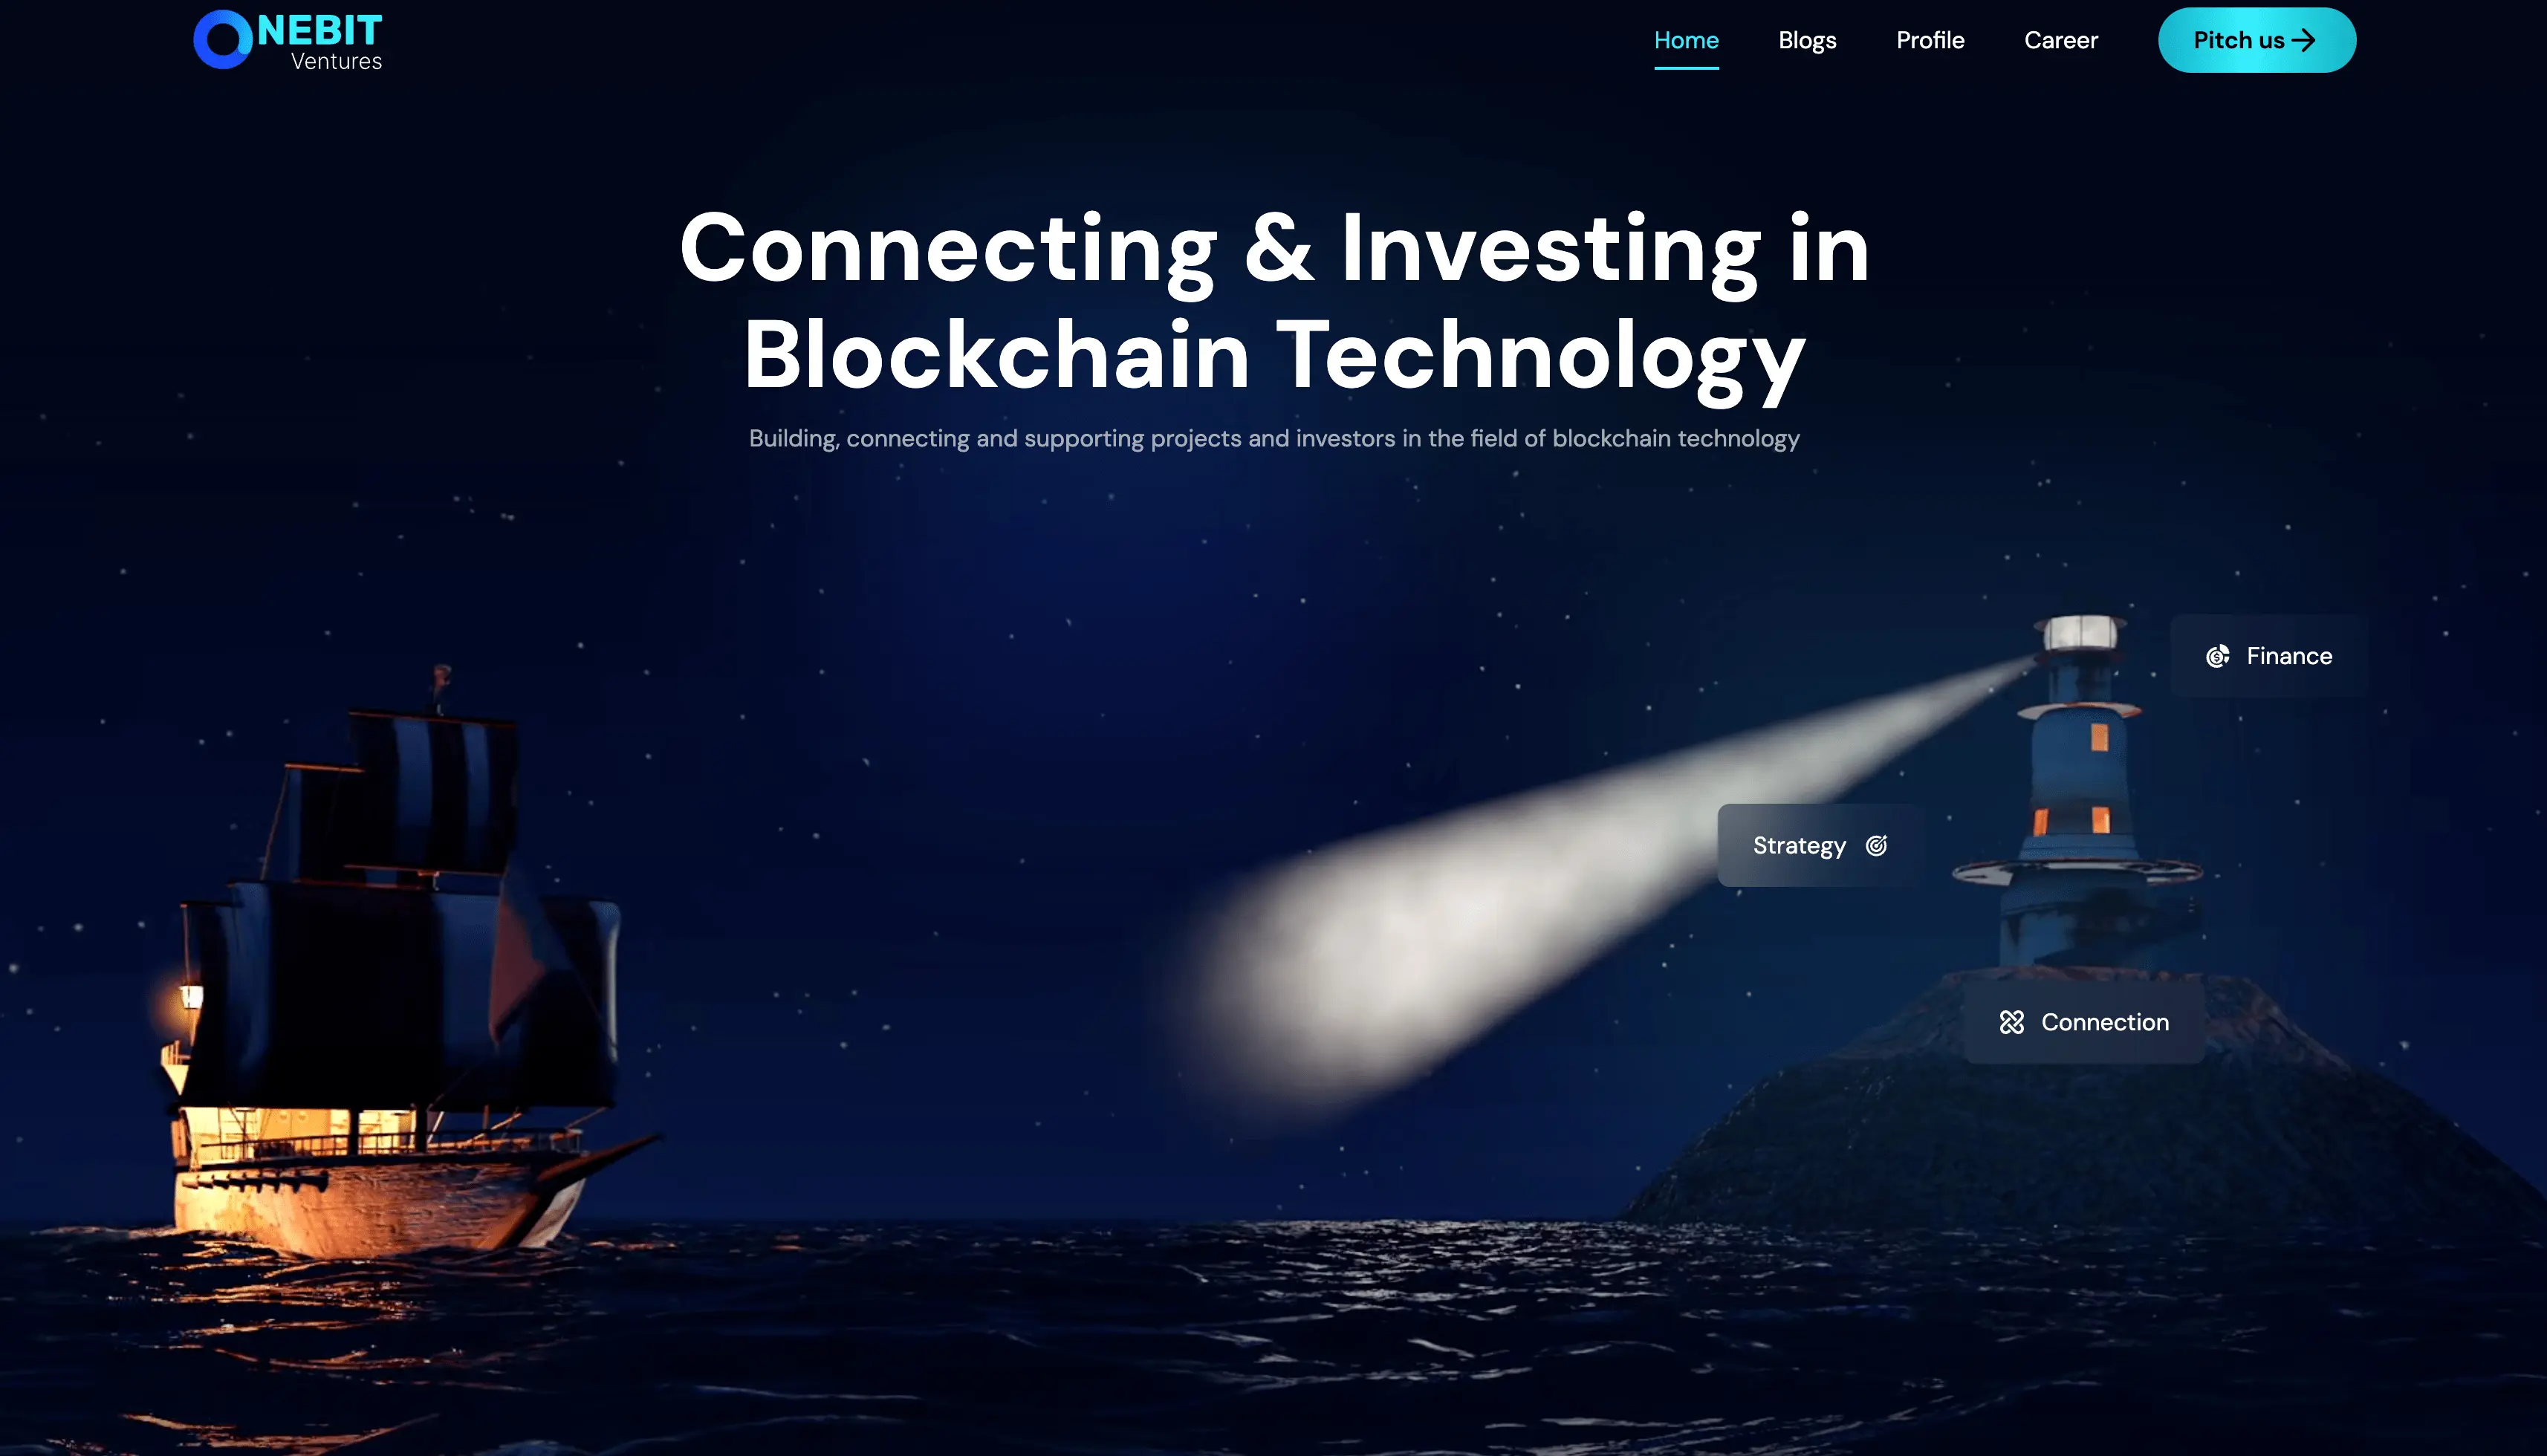 ONEBIT
Ventures
Home
Blogs
Profile
Career
Pitch us
Connecting & Investing in
Blockchain Technology
Building, connecting and supporting projects and investors in the field of blockchain technology
Finance
Strategy
Connection